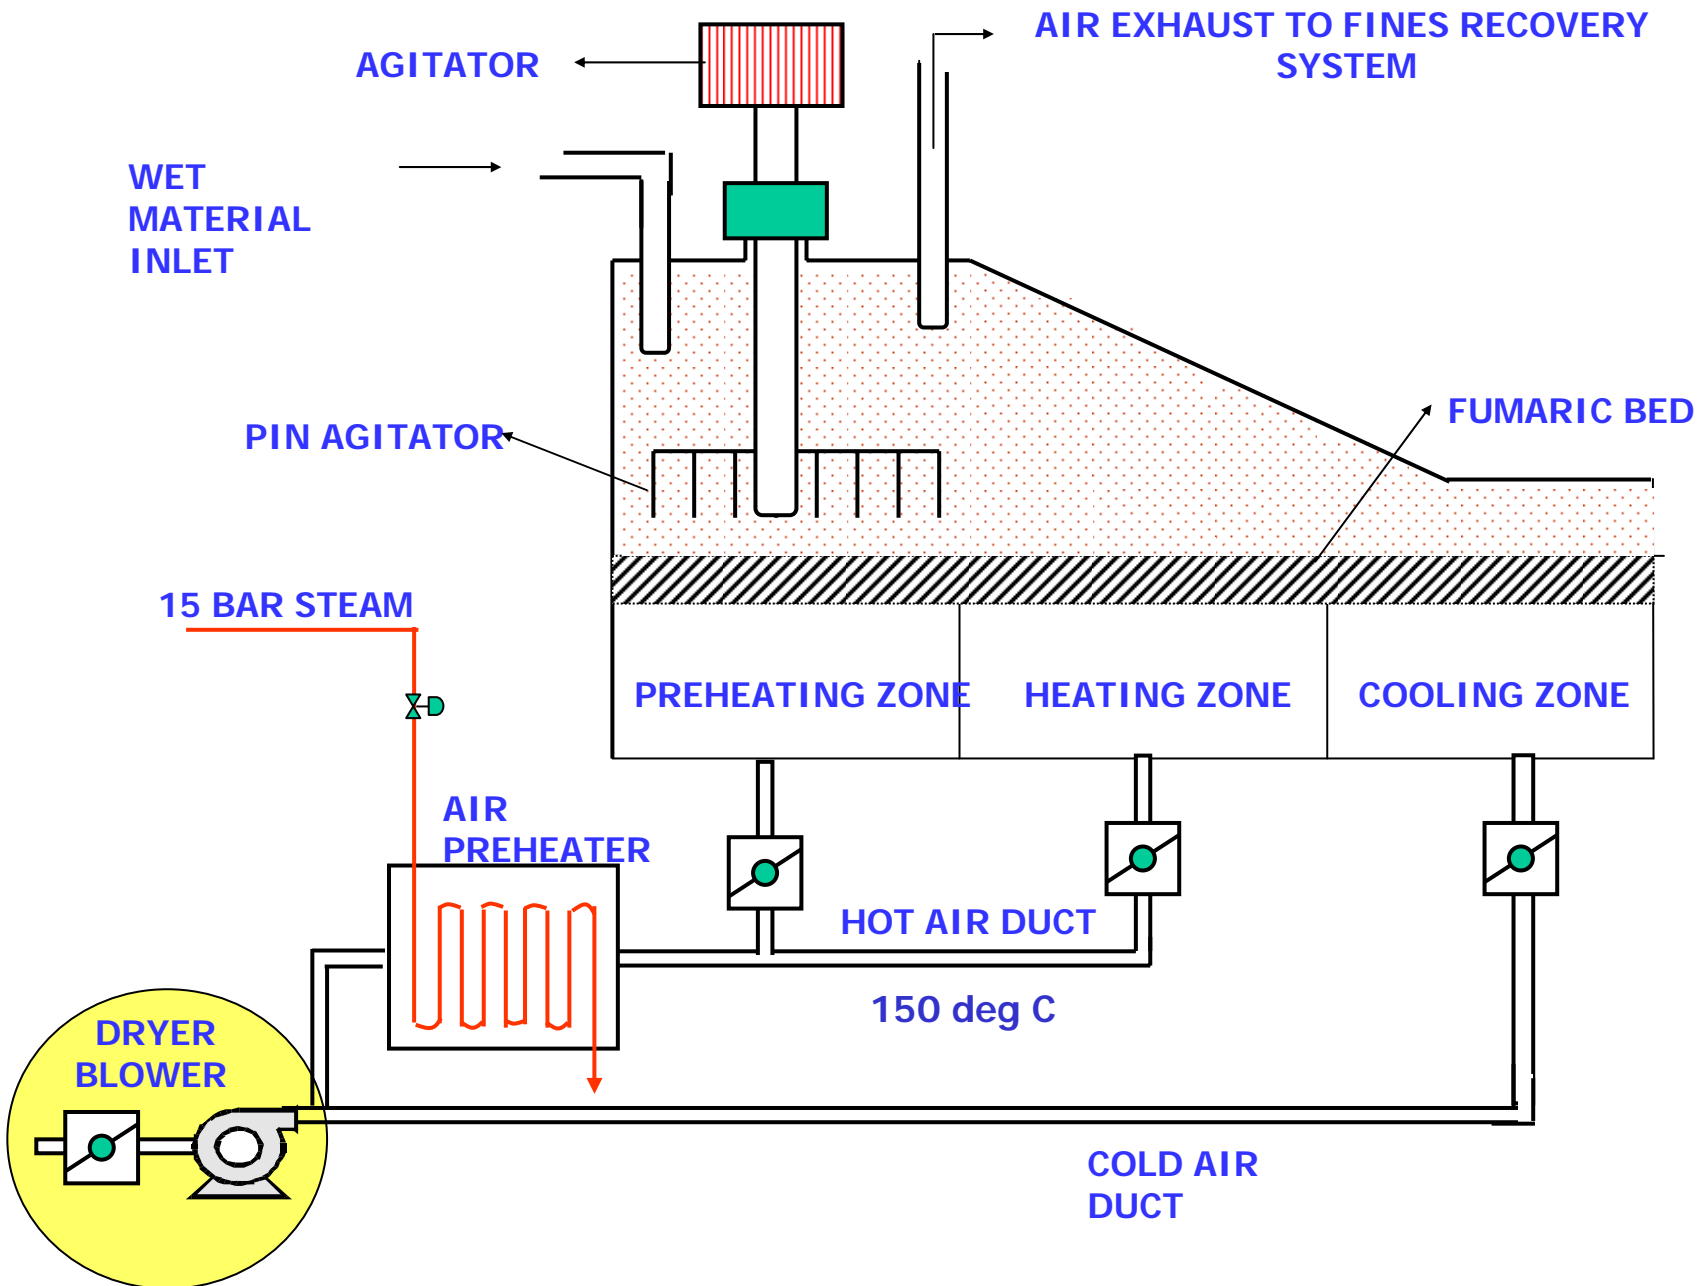 AIR EXHAUST TO FINES RECOVERY
SYSTEM
AGITATOR
WET
MATERIAL
INLET
FUMARIC BED
PIN AGITATOR
15 BAR STEAM
PREHEATING ZONE
HEATING ZONE
COOLING ZONE
AIR
PREHEATER
HOT AIR DUCT
150 deg C
DRYER
BLOWER
COLD AIR
DUCT